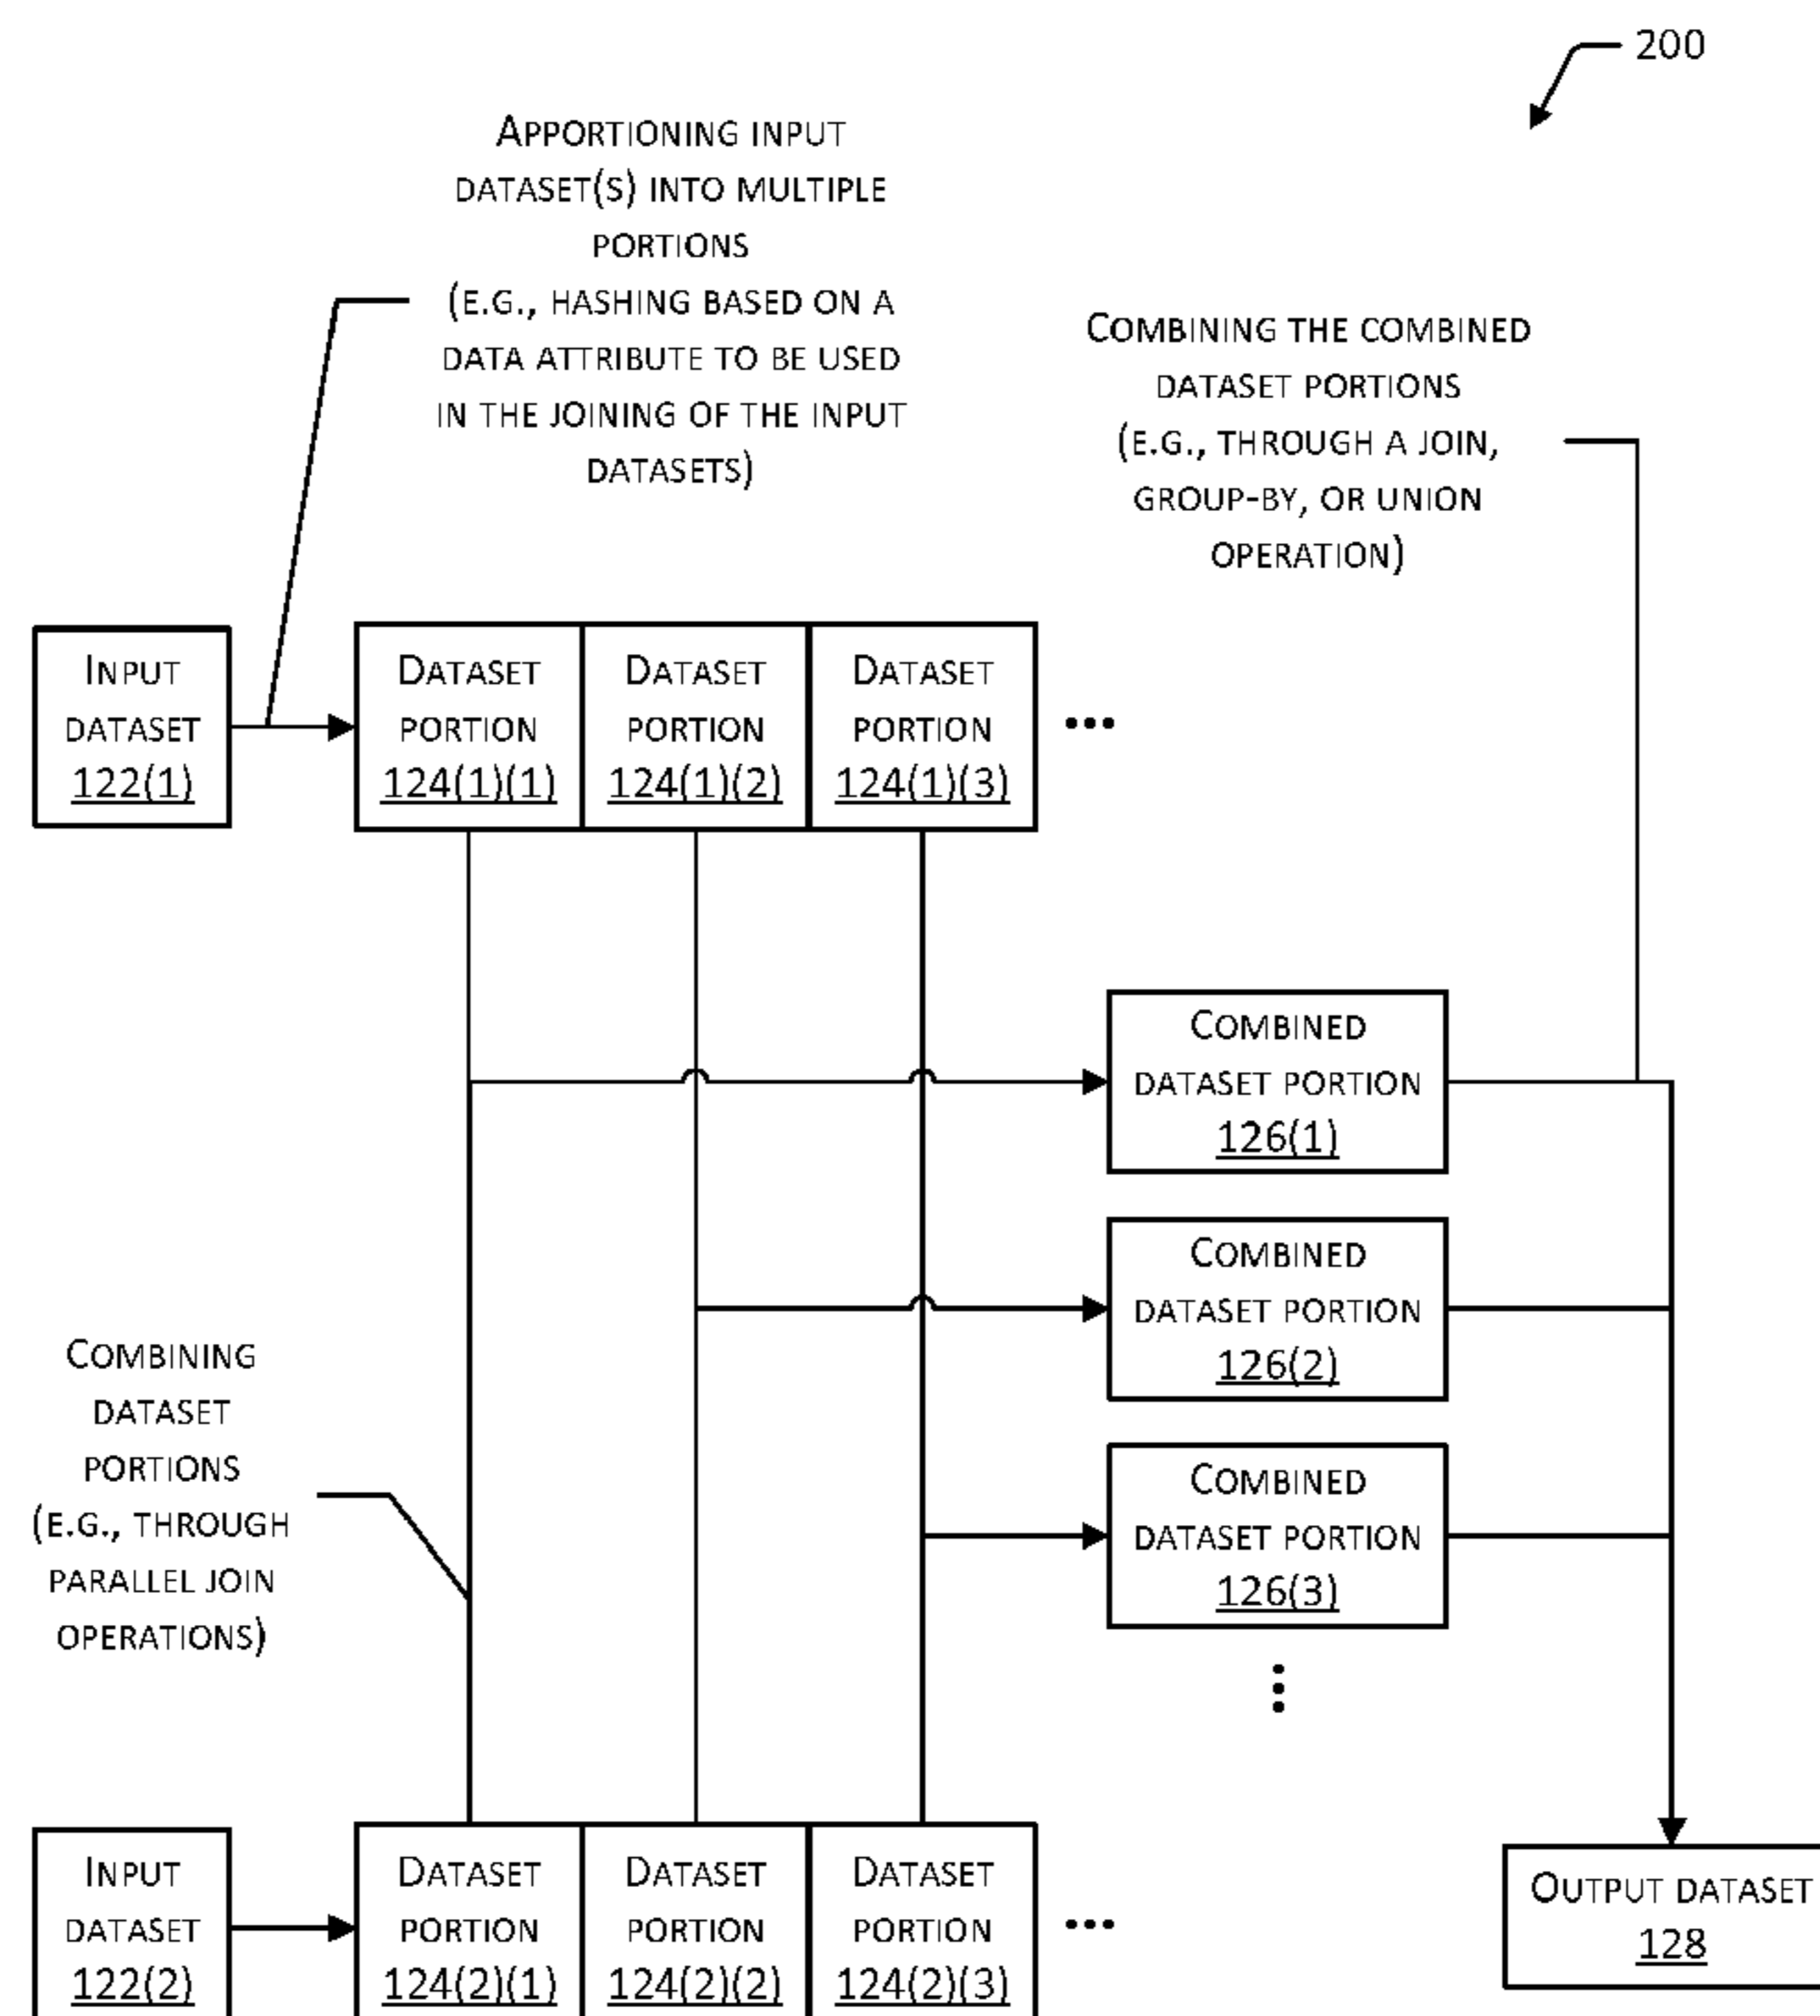 200
APPORTIONING INPUT
DATASET(S) INTO MULTIPLE
PORTIONS
(E.G., HASHING BASED ON A
DATA ATTRIBUTE TO BE USED
IN THE JOINING OF THE INPUT
DATASETS)
COMBINING THE COMBINED
DATASET PORTIONS
(E.G., THROUGH A JOIN,
GROUP-BY, OR UNION
OPERATION)
INPUT
DATASET
122(1)
DATASET
PORTION
124(1)(1)
DATASET
PORTION
124(1)(2)
DATASET
PORTION
124(1)(3)
...
COMBINED
DATASET PORTION
126(1)
COMBINED
DATASET PORTION
126(2)
COMBINING
DATASET
PORTIONS
(E.G., THROUGH
PARALLEL JOIN
OPERATIONS)
COMBINED
DATASET PORTION
126(3)
...
INPUT
DATASET
122(2)
DATASET
PORTION
124(2)(1)
DATASET
PORTION
124(2)(2)
DATASET
PORTION
124(2)(3)
...
OUTPUT DATASET
128